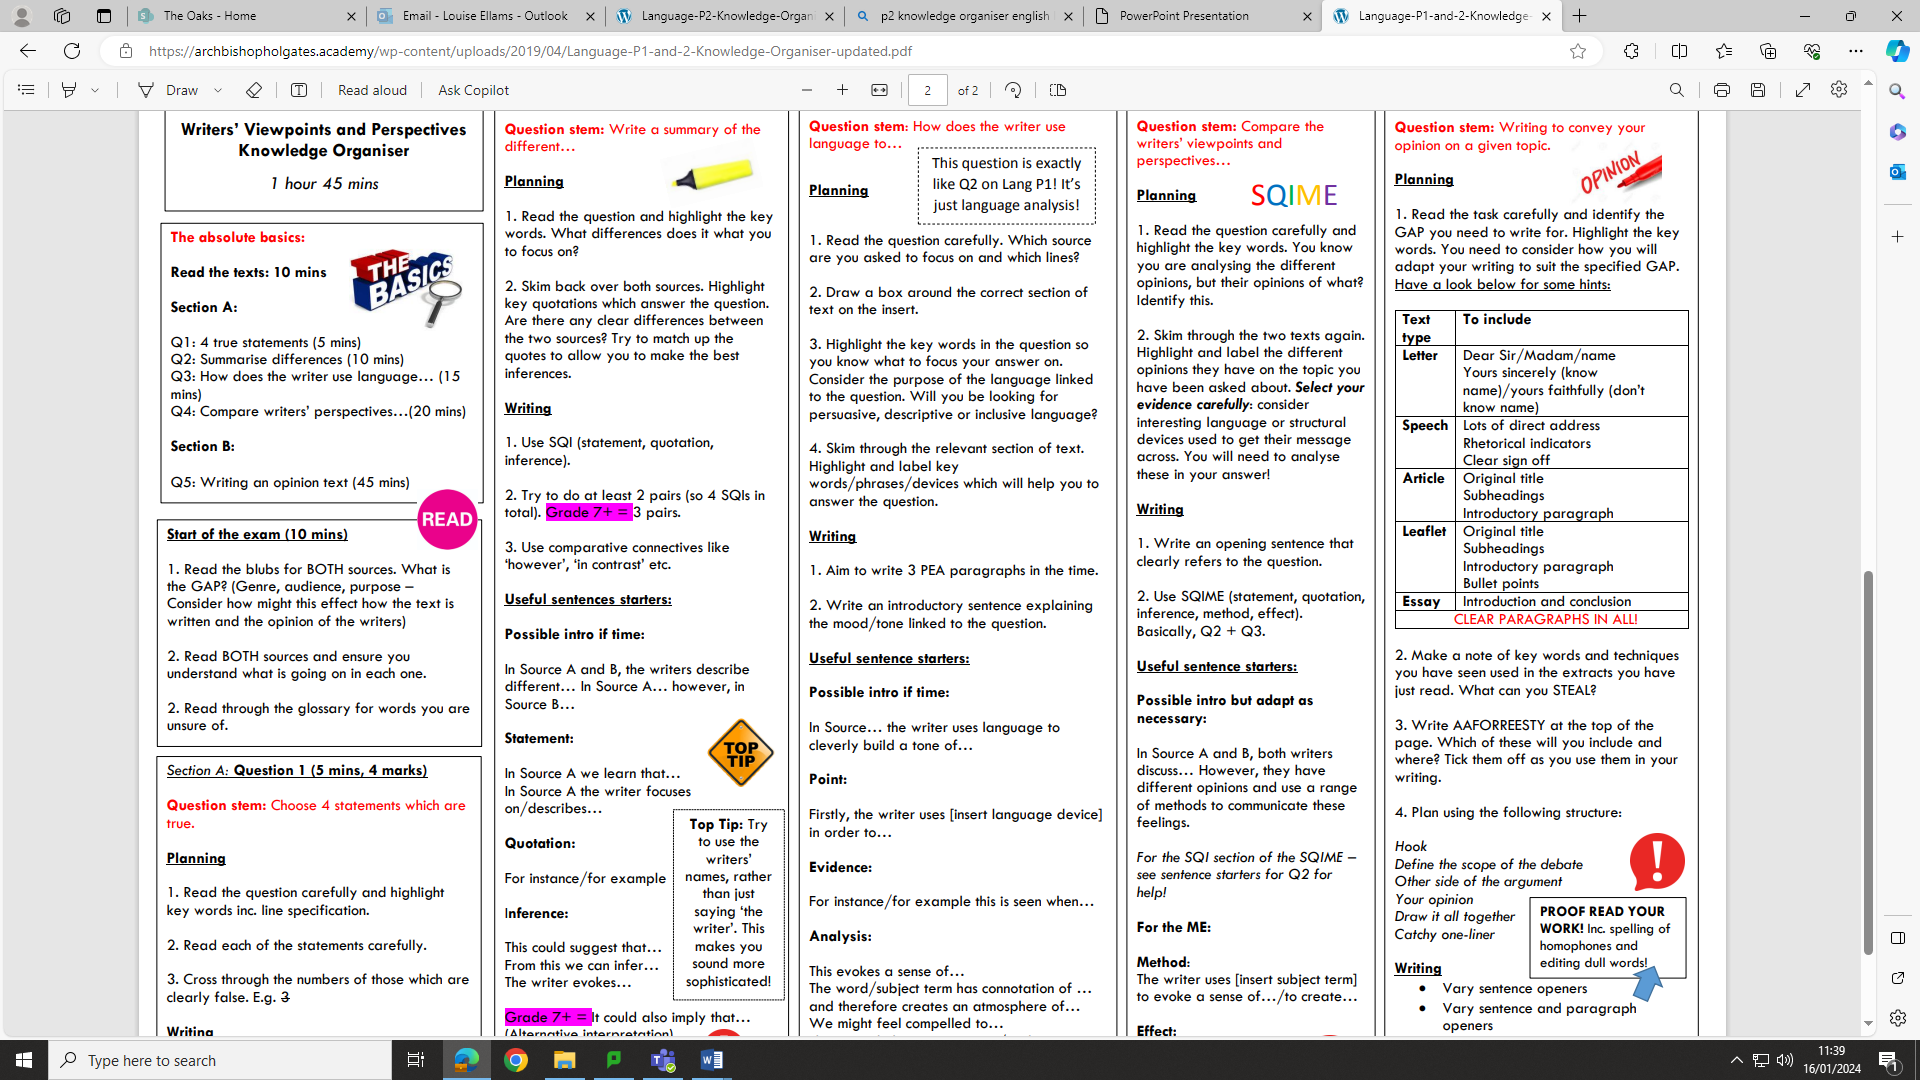 The Oaks - Home
Email - Louise Ellams - Outlook
Language-P2-Knowledge-Organi
p2 knowledge organiser english
PowerPoint Presentation
Language-P1-and-2-Knowledge-
https://archbishopholgates.academy/wp-content/uploads/2019/04/Language-P1-and-2-Knowledge-Organiser-updated.pdf
Draw
Read aloud
Ask Copilot
2
of 2
Writers' Viewpoints and Perspectives
Knowledge Organiser
1 hour 45 mins
The absolute basics:
THE BASICS
Read the texts: 10 mins
Section A:
Q1: 4 true statements (5 mins)
Q2: Summarise differences (10 mins)
Q3: How does the writer use language… (15
mins)
Q4: Compare writers' perspectives…(20 mins)
Section B:
Q5: Writing an opinion text (45 mins)
READ
Start of the exam (10 mins)
1. Read the blubs for BOTH sources. What is
the GAP? (Genre, audience, purpose –
Consider how might this effect how the text is
written and the opinion of the writers)
2. Read BOTH sources and ensure you
understand what is going on in each one.
2. Read through the glossary for words you are
unsure of.
Section A: Question 1 (5 mins, 4 marks)
Question stem: Choose 4 statements which are
true.
Planning
1. Read the question carefully and highlight
key words inc. line specification.
2. Read each of the statements carefully.
3. Cross through the numbers of those which are
clearly false. E.g. 3
Writing
Question stem: Write a summary of the
different…
Planning
1. Read the question and highlight the key
words. What differences does it what you
to focus on?
2. Skim back over both sources. Highlight
key quotations which answer the question.
Are there any clear differences between
the two sources? Try to match up the
quotes to allow you to make the best
inferences.
Writing
1. Use SQI (statement, quotation,
inference).
2. Try to do at least 2 pairs (so 4 SQIs in
total). Grade 7+ = 3 pairs.
3. Use comparative connectives like
'however', 'in contrast' etc.
Useful sentences starters:
Possible intro if time:
In Source A and B, the writers describe
different… In Source A… however, in
Source B…
Statement:
TOP
TIP
In Source A we learn that…
In Source A the writer focuses
on/describes…
Quotation:
For instance/for example
Inference:
This could suggest that…
From this we can infer…
The writer evokes…
Grade 7+ = It could also imply that…
(Alternative interpretation)
Top Tip: Try
to use the
writers'
names, rather
than just
saying 'the
writer'. This
makes you
sound more
sophisticated!
Question stem: How does the writer use
language to…
This question is exactly
like Q2 on Lang P1! It's
just language analysis!
Planning
1. Read the question carefully. Which source
are you asked to focus on and which lines?
2. Draw a box around the correct section of
text on the insert.
3. Highlight the key words in the question so
you know what to focus your answer on.
Consider the purpose of the language linked
to the question. Will you be looking for
persuasive, descriptive or inclusive language?
4. Skim through the relevant section of text.
Highlight and label key
words/phrases/devices which will help you to
answer the question.
Writing
1. Aim to write 3 PEA paragraphs in the time.
2. Write an introductory sentence explaining
the mood/tone linked to the question.
Useful sentence starters:
Possible intro if time:
In Source… the writer uses language to
cleverly build a tone of…
Point:
Firstly, the writer uses [insert language device]
in order to…
Evidence:
For instance/for example this is seen when…
Analysis:
This evokes a sense of…
The word/subject term has connotation of …
and therefore creates an atmosphere of…
We might feel compelled to…
Question stem: Compare the
writers' viewpoints and
perspectives…
Planning
SQIME
1. Read the question carefully and
highlight the key words. You know
you are analysing the different
opinions, but their opinions of what?
Identify this.
2. Skim through the two texts again.
Highlight and label the different
opinions they have on the topic you
have been asked about. Select your
evidence carefully: consider
interesting language or structural
devices used to get their message
across. You will need to analyse
these in your answer!
Writing
1. Write an opening sentence that
clearly refers to the question.
2. Use SQIME (statement, quotation,
inference, method, effect).
Basically, Q2 + Q3.
Useful sentence starters:
Possible intro but adapt as
necessary:
In Source A and B, both writers
discuss… However, they have
different opinions and use a range
of methods to communicate these
feelings.
For the SQI section of the SQIME –
see sentence starters for Q2 for
help!
For the ME:
Method:
The writer uses [insert subject term]
to evoke a sense of…/to create…
Effect:
Question stem: Writing to convey your
opinion on a given topic.
OPINION
Planning
1. Read the task carefully and identify the
GAP you need to write for. Highlight the key
words. You need to consider how you will
adapt your writing to suit the specified GAP.
Have a look below for some hints:
Text type To include
Letter Dear Sir/Madam/name
Yours sincerely (know
name)/yours faithfully (don't
know name)
Speech Lots of direct address
Rhetorical indicators
Clear sign off
Article Original title
Subheadings
Introductory paragraph
Leaflet Original title
Subheadings
Introductory paragraph
Bullet points
Essay Introduction and conclusion
CLEAR PARAGRAPHS IN ALL!
2. Make a note of key words and techniques
you have seen used in the extracts you have
just read. What can you STEAL?
3. Write AAFORREESTY at the top of the
page. Which of these will you include and
where? Tick them off as you use them in your
writing.
4. Plan using the following structure:
Hook
Define the scope of the debate
Other side of the argument
Your opinion
Draw it all together
Catchy one-liner
PROOF READ YOUR
WORK! Inc. spelling of
homophones and
editing dull words!
Writing
• Vary sentence openers
• Vary sentence and paragraph
openers
Type here to search
11:39
16/01/2024
1